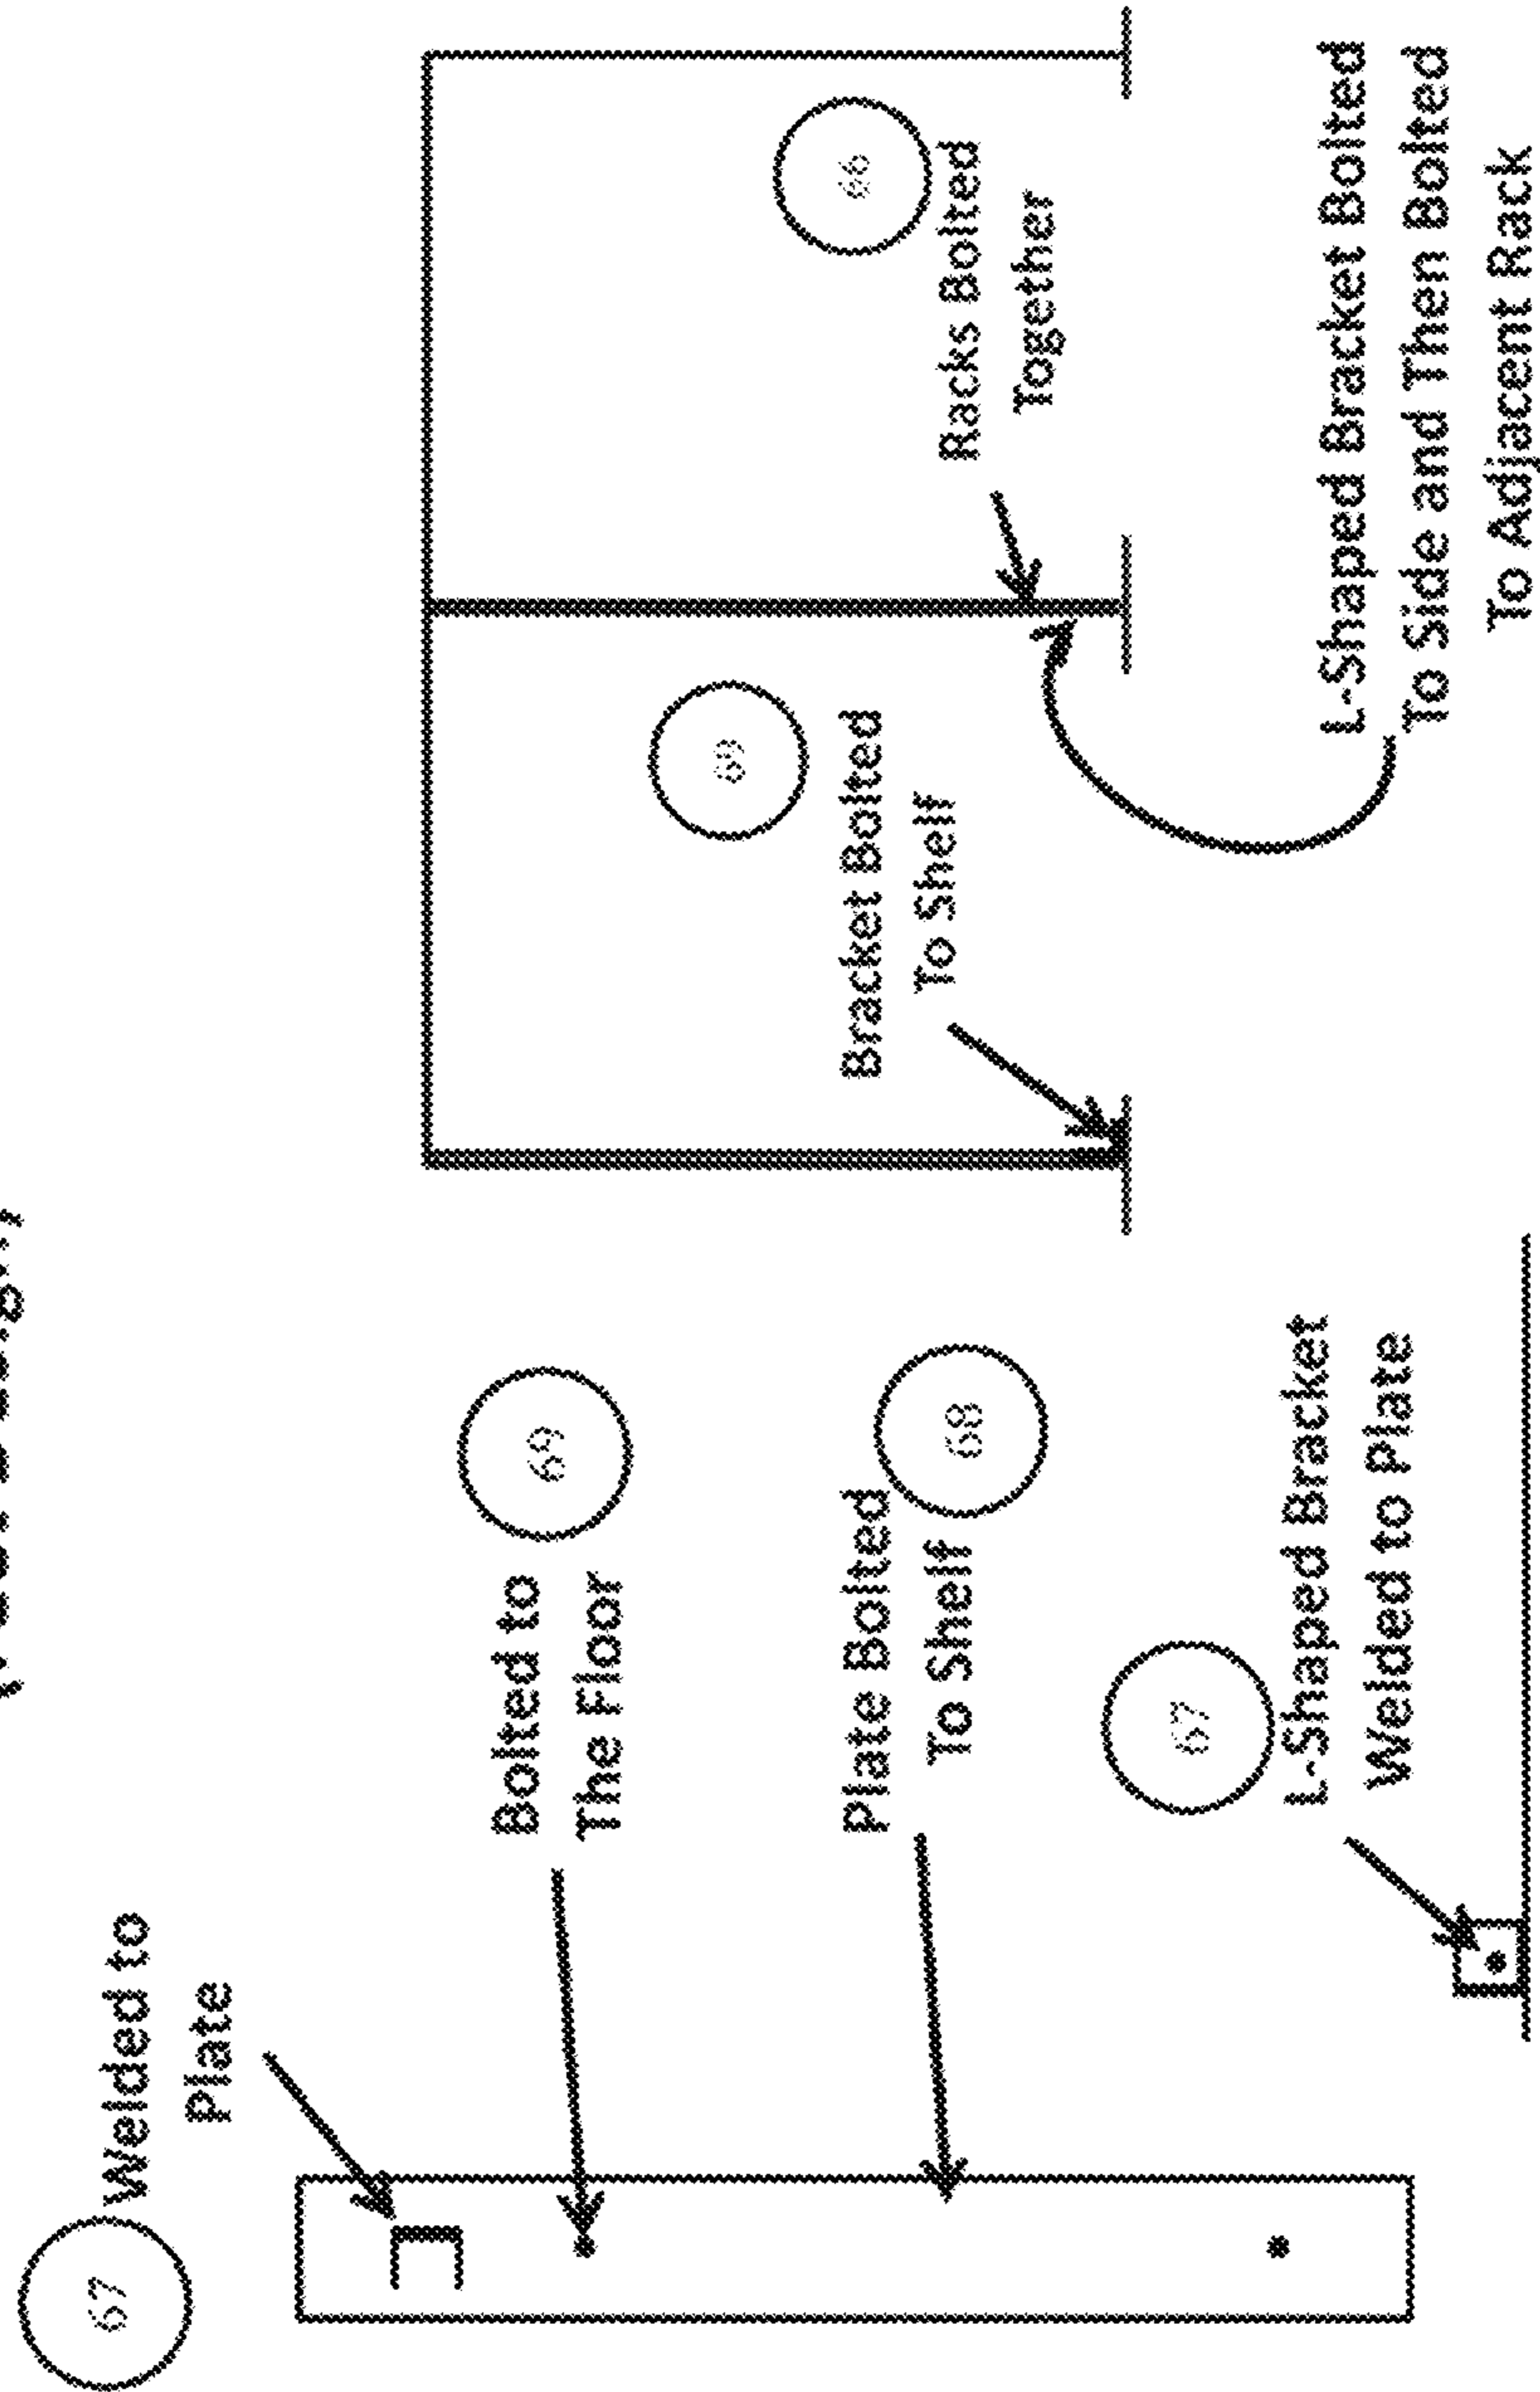 67
Welded to
Plate
69
Bolted to
The Floor
68
Plate Bolted
To Shelf
67
L-Shaped Bracket
Welded to Plate
Bracket Bolted
To Shelf
66
Racks Bolted
Together
L-Shaped Bracket Bolted
To Side and Then Bolted
To Adjacent Rack